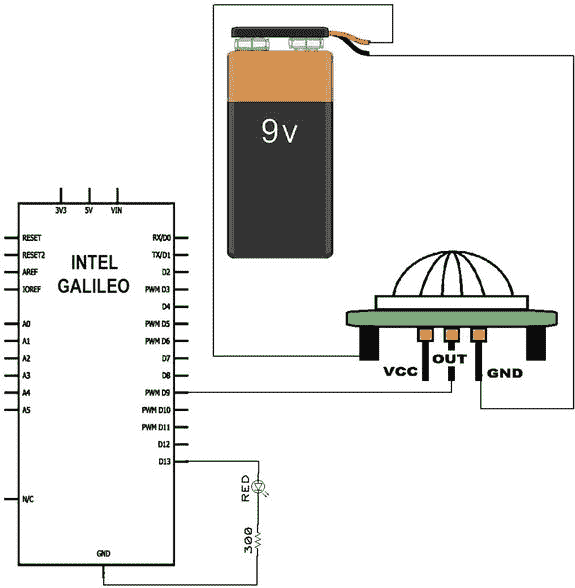 9v
3V3 5V VIN
INTEL
GALILEO
RESET
RESET2
AREF
IOREF
A0
A1
A2
A3
A4
A5
N/C
RX/D0
TX/D1
D2
PWM D3
D4
PWM D5
PWM D6
D7
D8
PWM D9
PWM D10
PWM D11
D12
D13
GND
VCC OUT GND
RED
300